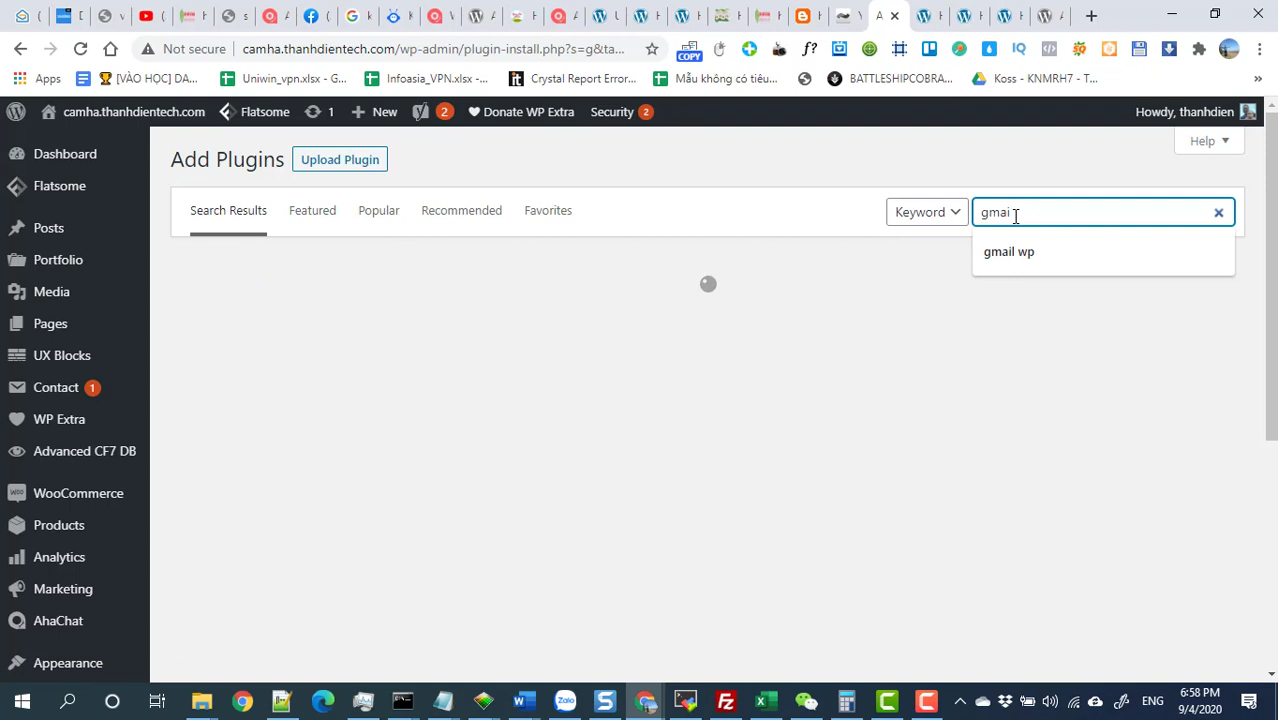 Not secure camha.thanhdientech.com/wp-admin/plugin-install.php?s=g&ta...
Apps [VÀO HỌC] DA... Uniwin_vpn.xlsx - G... Infoasia_VPN.xlsx -... Crystal Report Error... Mẫu không có tiêu... BATTLESHIPCOBRA... Koss - KNMRH7 - Yo...
camha.thanhdientech.com Flatsome 1 New 2 Donate WP Extra Security 2 Howdy, thanhdien
Help
Add Plugins Upload Plugin
Search Results Featured Popular Recommended Favorites Keyword gmai
gmail wp
Dashboard
Flatsome
Posts
Portfolio
Media
Pages
UX Blocks
Contact 1
WP Extra
Advanced CF7 DB
WooCommerce
Products
Analytics
Marketing
AhaChat
Appearance
ENG
6:58 PM
9/4/2020